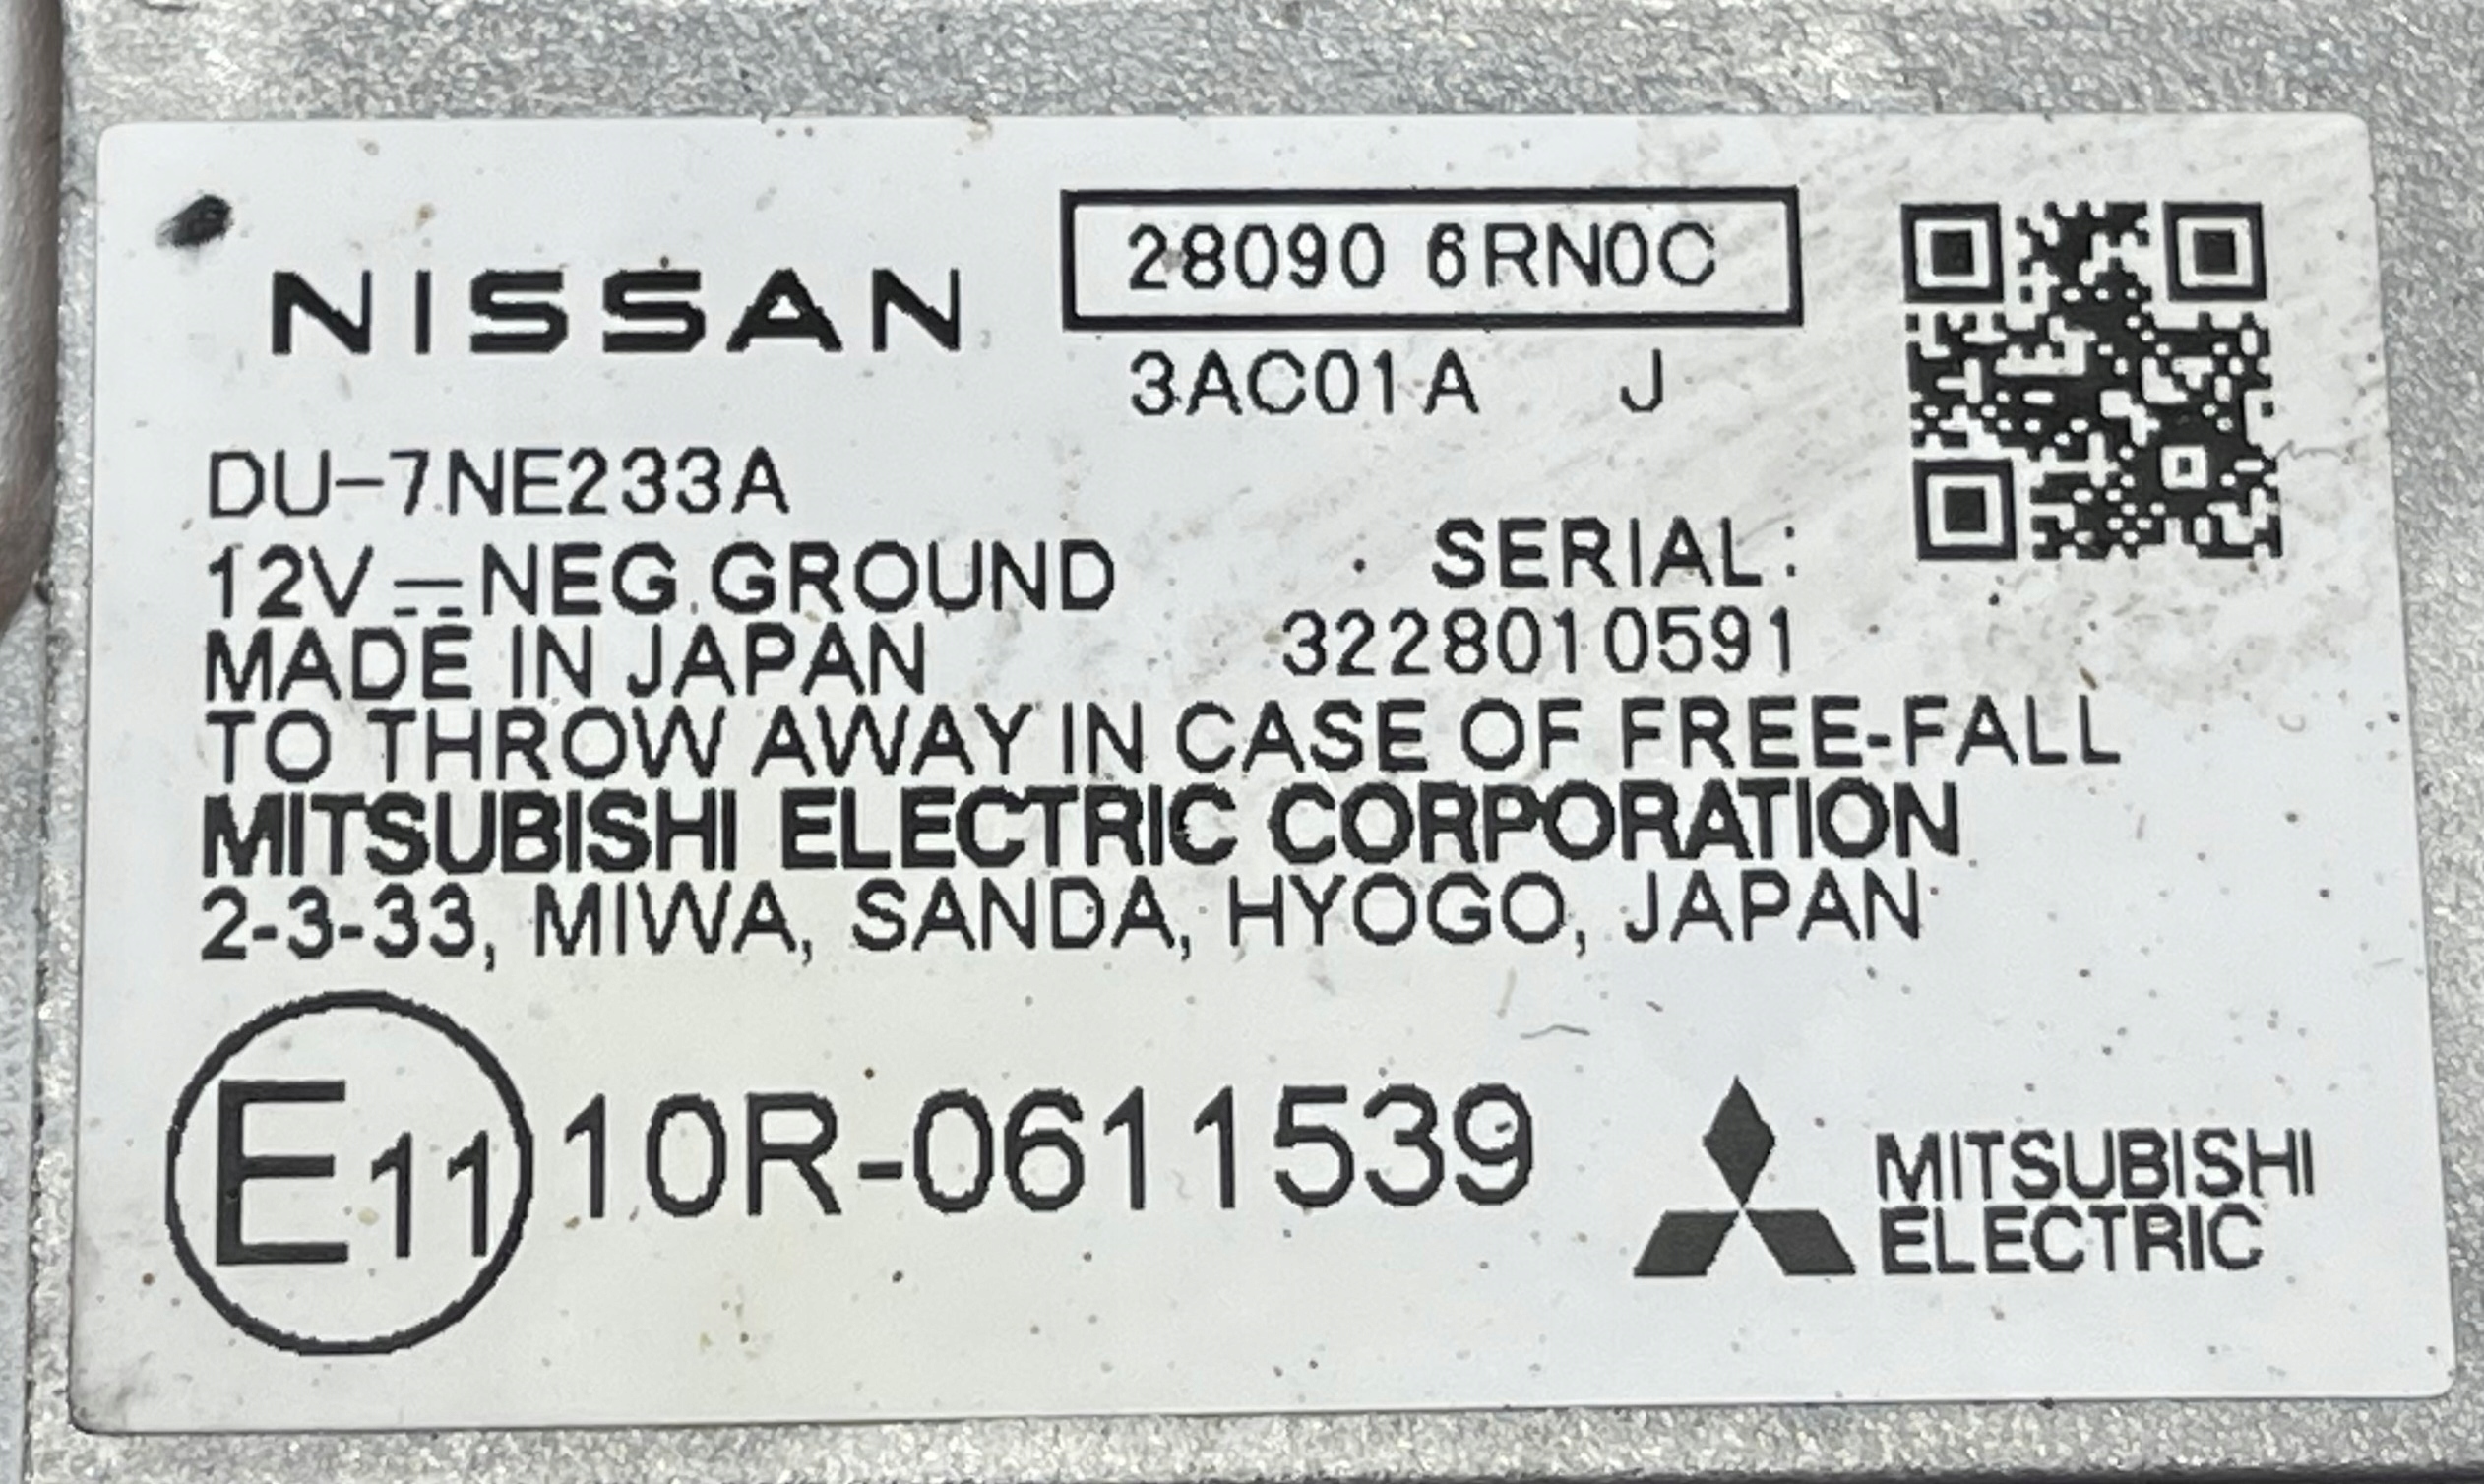 NISSAN
28090 6RN0C
3AC01A J
DU-7NE233A
12V⎓NEG.GROUND
SERIAL:
MADE IN JAPAN
3228010591
TO THROW AWAY IN CASE OF FREE-FALL
MITSUBISHI ELECTRIC CORPORATION
2-3-33, MIWA, SANDA, HYOGO, JAPAN
E11 10R-0611539
MITSUBISHI
ELECTRIC